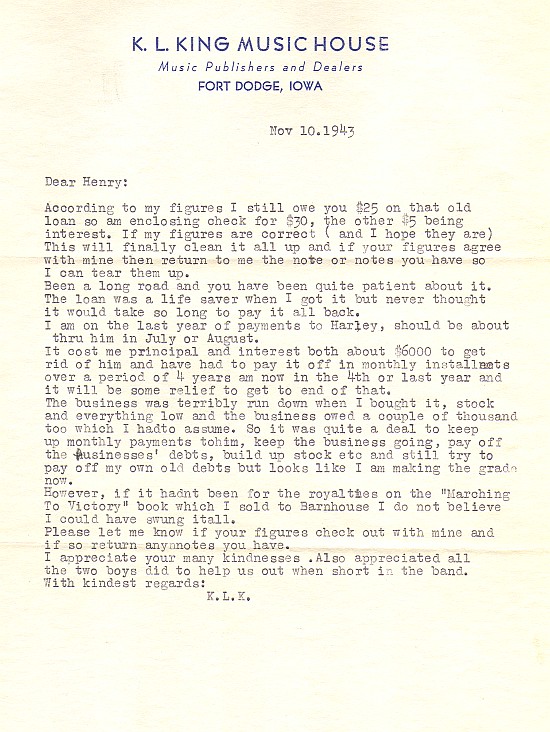 K. L. KING MUSIC HOUSE
Music Publishers and Dealers
FORT DODGE, IOWA
Nov 10.1943
Dear Henry:
According to my figures I still owe you $25 on that old
loan so am enclosing check for $30, the other $5 being
interest. If my figures are correct ( and I hope they are)
This will finally clean it all up and if your figures agree
with mine then return to me the note or notes you have so
I can tear them up.
Been a long road and you have been quite patient about it.
The loan was a life saver when I got it but never thought
it would take so long to pay it all back.
I am on the last year of payments to Harley, should be about
thru him in July or August.
It cost me principal and interest both about $6000 to get
rid of him and have had to pay it off in monthly installmets
over a period of 4 years am now in the 4th or last year and
it will be some relief to get to end of that.
The business was terribly run down when I bought it, stock
and everything low and the business owed a couple of thousand
too which I hadto assume. So it was quite a deal to keep
up monthly payments tohim, keep the business going, pay off
the businesses' debts, build up stock etc and still try to
pay off my own old debts but looks like I am making the grade
now.
However, if it hadnt been for the royalties on the "Marching
To Victory" book which I sold to Barnhouse I do not believe
I could have swung itall.
Please let me know if your figures check out with mine and
if so return anynnotes you have.
I appreciate your many kindnesses .Also appreciated all
the two boys did to help us out when short in the band.
With kindest regards:
K.L.K.